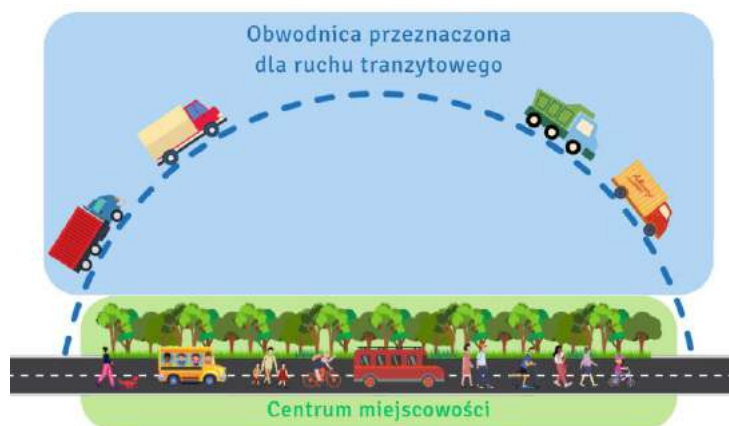 Obwodnica przeznaczona
dla ruchu tranzytowego
Centrum miejscowości